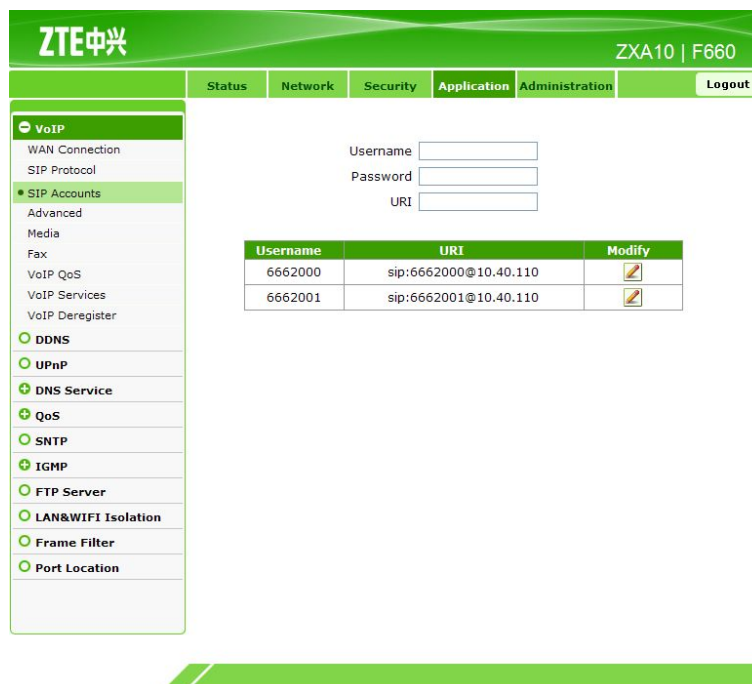 ZTE中兴
ZXA10 | F660
Status Network Security Application Administration Logout
VoIP
WAN Connection
SIP Protocol
SIP Accounts
Advanced
Media
Fax
VoIP QoS
VoIP Services
VoIP Deregister
DDNS
UPnP
DNS Service
QoS
SNTP
IGMP
FTP Server
LAN&WIFI Isolation
Frame Filter
Port Location
Username
Password
URI
Username URI Modify
6662000 sip:6662000@10.40.110
6662001 sip:6662001@10.40.110